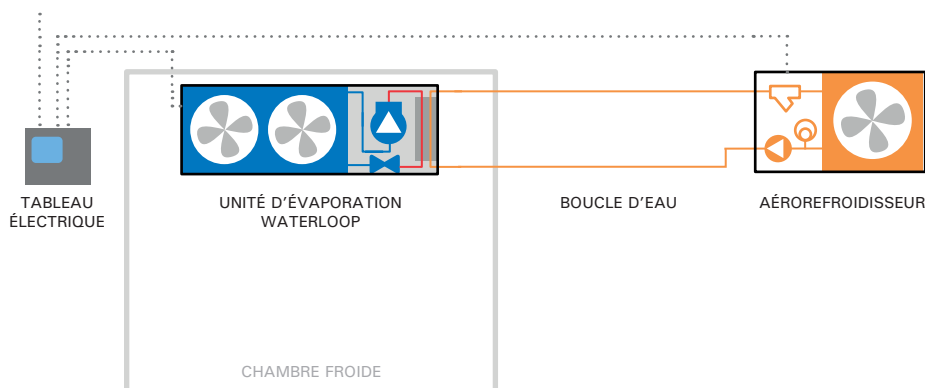 TABLEAU
ÉLECTRIQUE
UNITÉ D'ÉVAPORATION
WATERLOOP
BOUCLE D'EAU
AÉROREFROIDISSEUR
CHAMBRE FROIDE